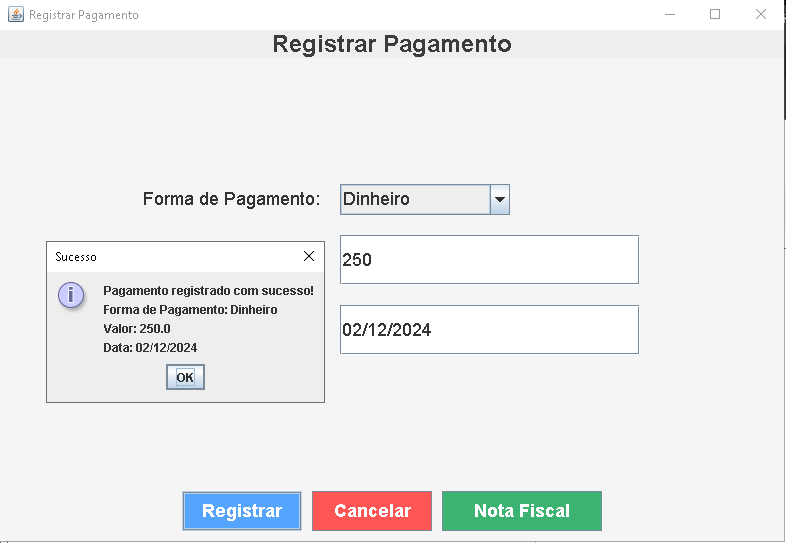 Registrar Pagamento
Registrar Pagamento
Forma de Pagamento:
Dinheiro
Sucesso
Pagamento registrado com sucesso!
Forma de Pagamento: Dinheiro
Valor: 250.0
Data: 02/12/2024
OK
250
02/12/2024
Registrar
Cancelar
Nota Fiscal